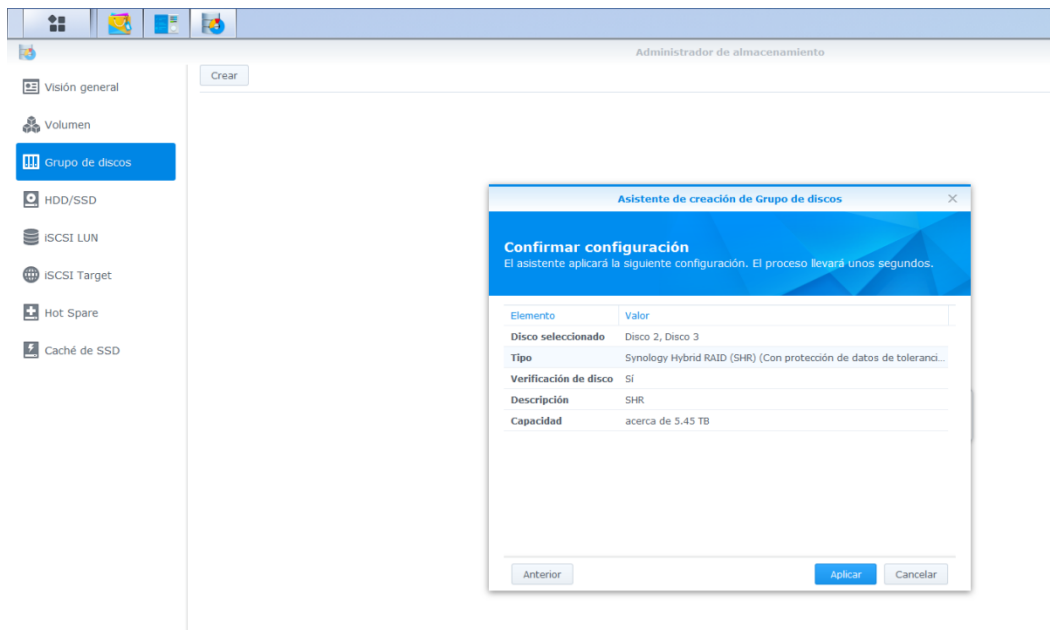 Administrador de almacenamiento
Visión general
Volumen
Grupo de discos
HDD/SSD
iSCSI LUN
iSCSI Target
Hot Spare
Caché de SSD
Crear
Asistente de creación de Grupo de discos
Confirmar configuración
El asistente aplicará la siguiente configuración. El proceso llevará unos segundos.
Elemento Valor
Disco seleccionado Disco 2, Disco 3
Tipo Synology Hybrid RAID (SHR) (Con protección de datos de toleranci...
Verificación de disco Sí
Descripción SHR
Capacidad acerca de 5.45 TB
Anterior Aplicar Cancelar